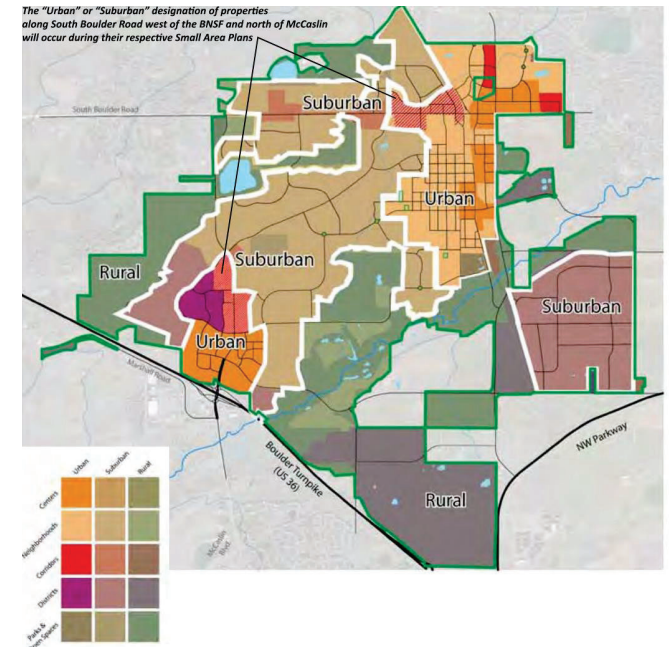 The "Urban" or "Suburban" designation of properties
along South Boulder Road west of the BNSF and north of McCaslin
will occur during their respective Small Area Plans
South Boulder Road
Suburban
Urban
Rural
Suburban
Suburban
Urban
Marshall Road
Boulder Turnpike
(US 36)
NW Parkway
Rural
McCaslin
Blvd.
Urban
Suburban
Rural
Centers
Neighborhoods
Corridors
Districts
Parks &
Open Spaces